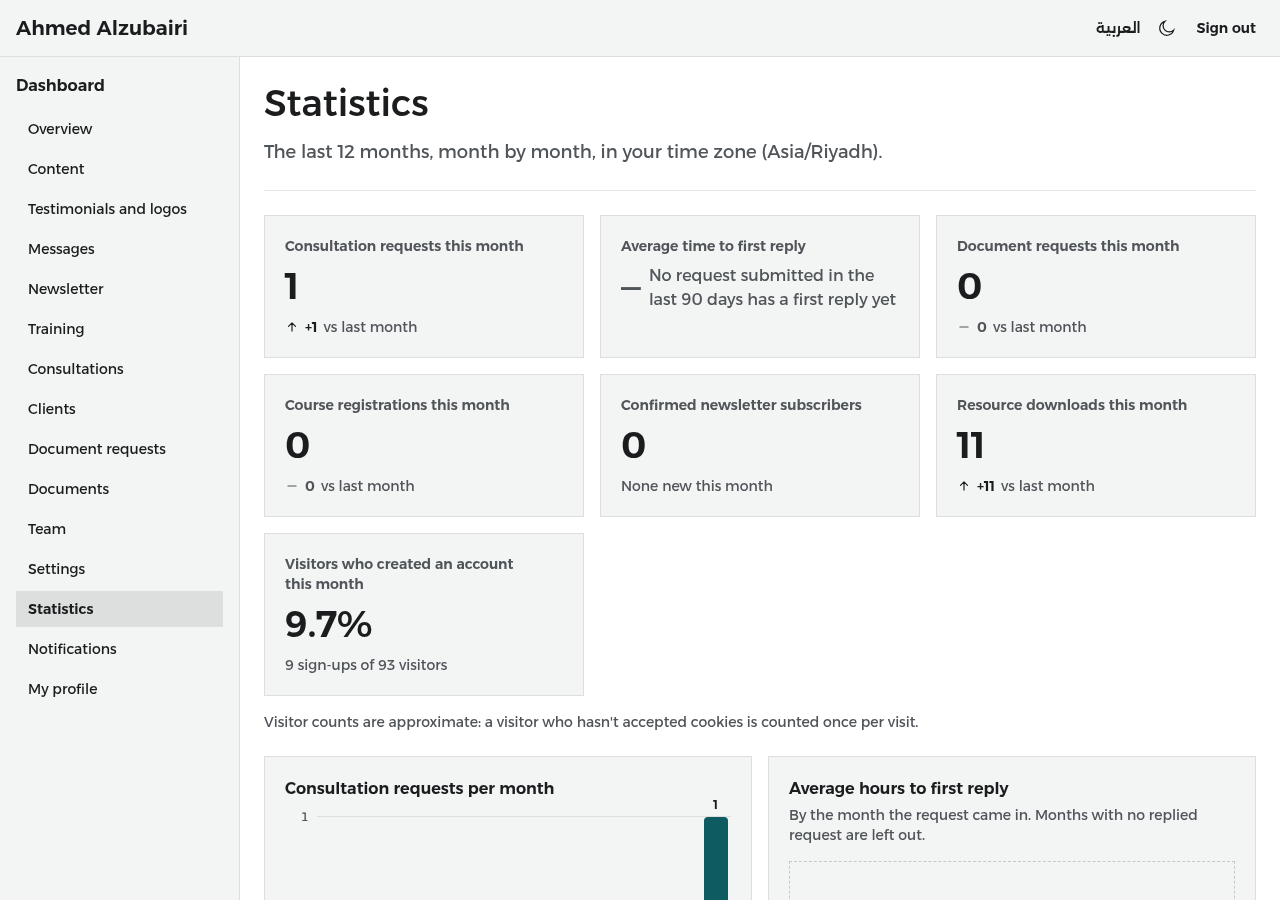 Ahmed Alzubairi
العربية
Sign out
Dashboard
Overview
Content
Testimonials and logos
Messages
Newsletter
Training
Consultations
Clients
Document requests
Documents
Team
Settings
Statistics
Notifications
My profile
Statistics
The last 12 months, month by month, in your time zone (Asia/Riyadh).
Consultation requests this month
1
↑ +1 vs last month
Average time to first reply
— No request submitted in the
last 90 days has a first reply yet
Document requests this month
0
— 0 vs last month
Course registrations this month
0
— 0 vs last month
Confirmed newsletter subscribers
0
None new this month
Resource downloads this month
11
↑ +11 vs last month
Visitors who created an account
this month
9.7%
9 sign-ups of 93 visitors
Visitor counts are approximate: a visitor who hasn't accepted cookies is counted once per visit.
Consultation requests per month
1
1
Average hours to first reply
By the month the request came in. Months with no replied
request are left out.